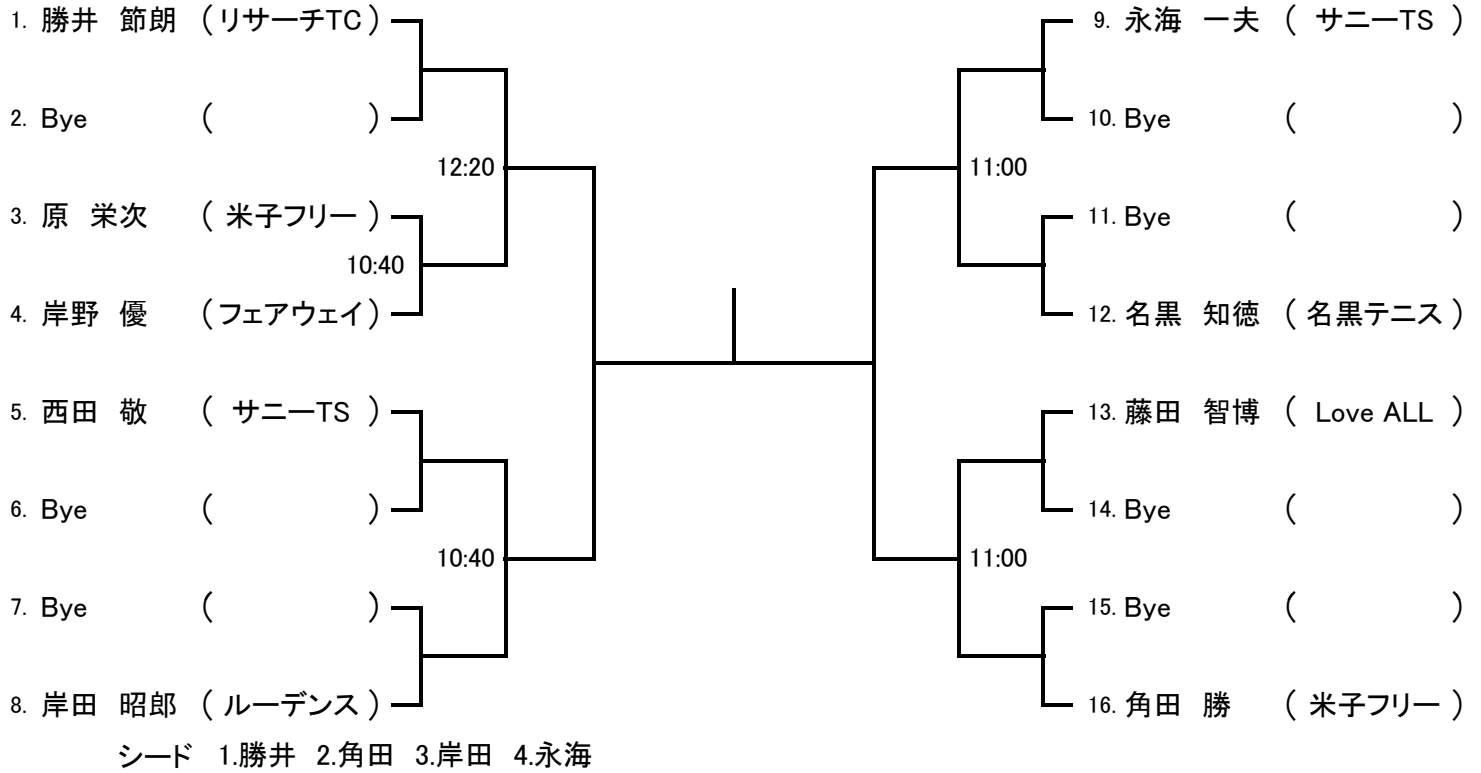 1. 勝井 節朗 (リサーチTC)
2. Bye ( )
12:20
3. 原 栄次 (米子フリー)
10:40
4. 岸野 優 (フェアウェイ)
5. 西田 敬 (サニーTS)
6. Bye ( )
10:40
7. Bye ( )
8. 岸田 昭郎 (ルーデンス)
9. 永海 一夫 (サニーTS)
10. Bye ( )
11:00
11. Bye ( )
12. 名黒 知徳 (名黒テニス)
13. 藤田 智博 (Love ALL)
14. Bye ( )
11:00
15. Bye ( )
16. 角田 勝 (米子フリー)
シード 1.勝井 2.角田 3.岸田 4.永海